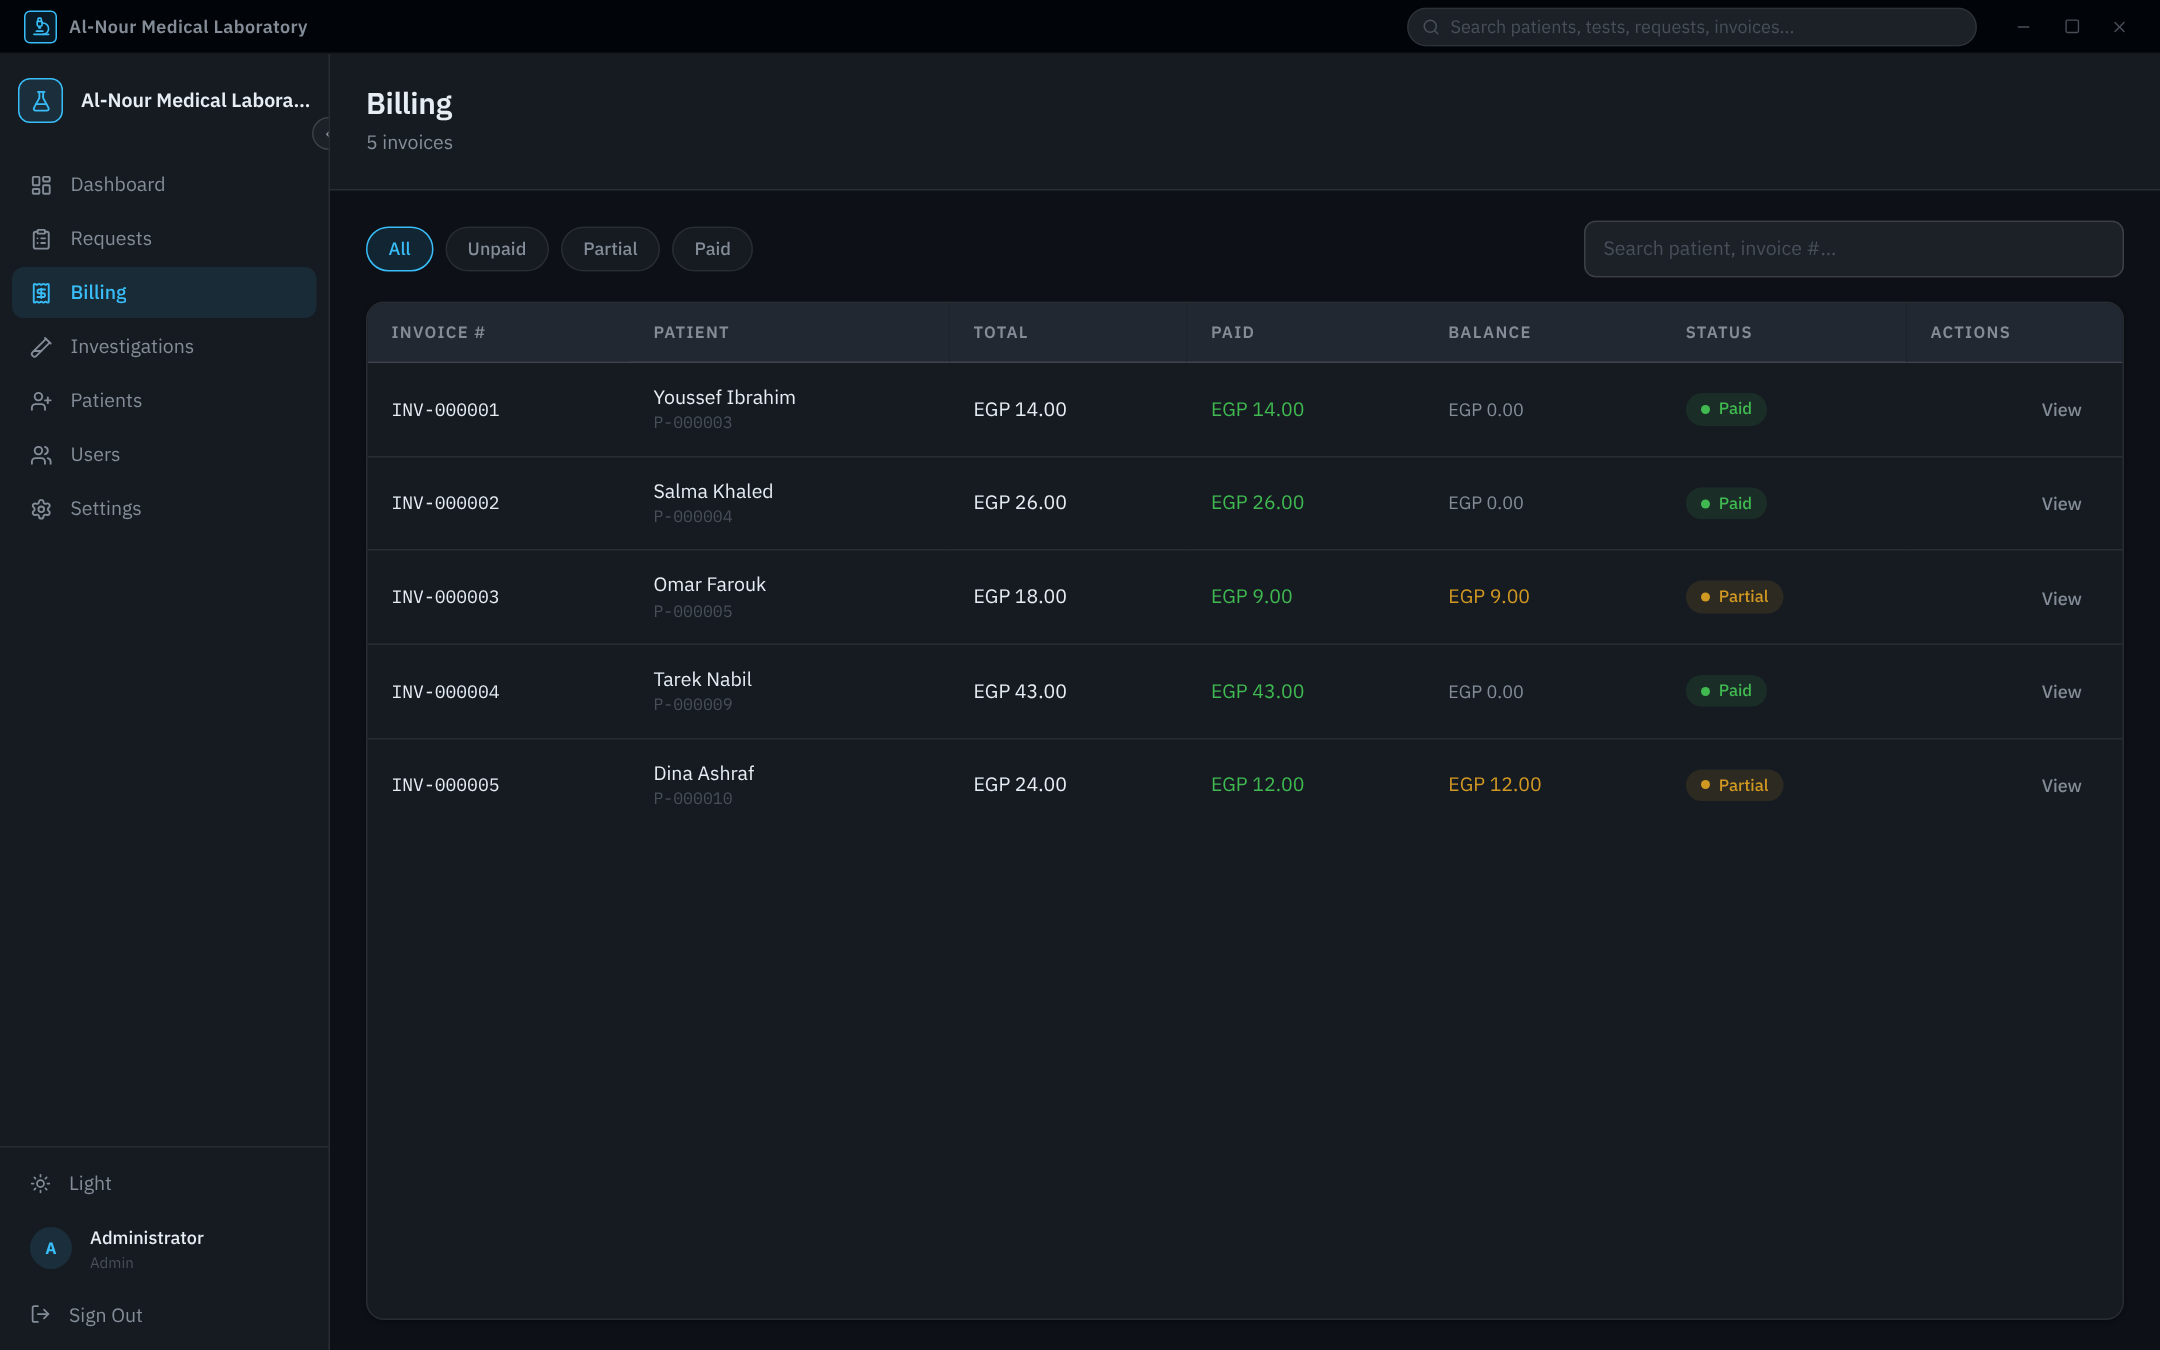 Al-Nour Medical Laboratory
Search patients, tests, requests, invoices...
Al-Nour Medical Labora...
Dashboard
Requests
Billing
Investigations
Patients
Users
Settings
Light
A
Administrator
Admin
Sign Out
Billing
5 invoices
All
Unpaid
Partial
Paid
Search patient, invoice #...
INVOICE # PATIENT TOTAL PAID BALANCE STATUS ACTIONS
INV-000001 Youssef Ibrahim EGP 14.00 EGP 14.00 EGP 0.00 Paid View
P-000003
INV-000002 Salma Khaled EGP 26.00 EGP 26.00 EGP 0.00 Paid View
P-000004
INV-000003 Omar Farouk EGP 18.00 EGP 9.00 EGP 9.00 Partial View
P-000005
INV-000004 Tarek Nabil EGP 43.00 EGP 43.00 EGP 0.00 Paid View
P-000009
INV-000005 Dina Ashraf EGP 24.00 EGP 12.00 EGP 12.00 Partial View
P-000010